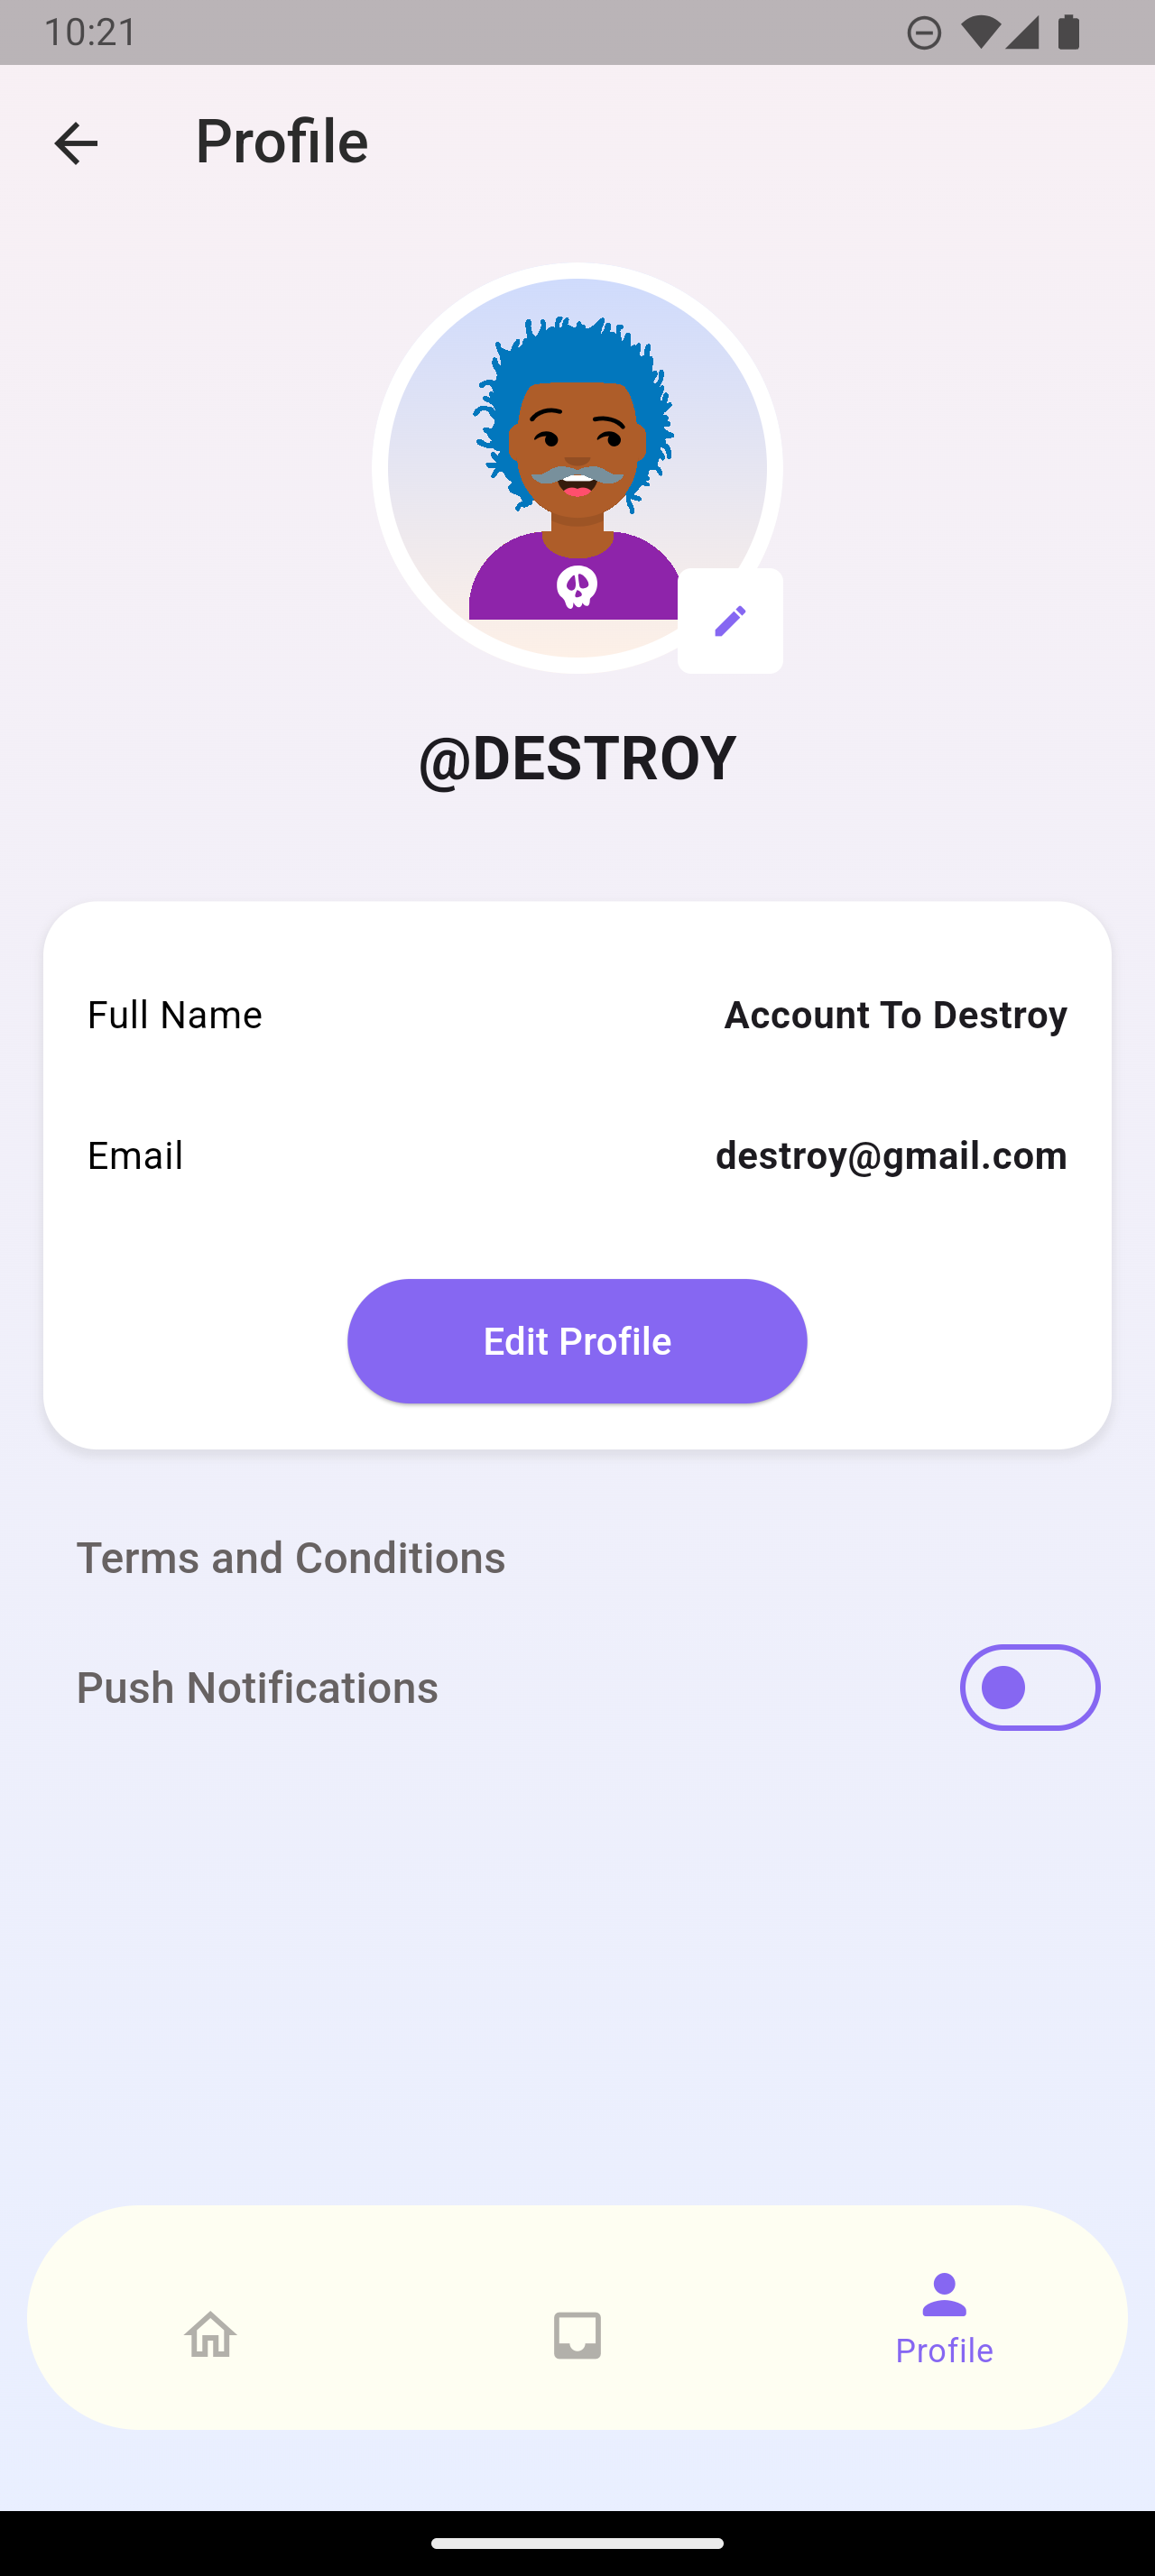 10:21
Profile
@DESTROY
Full Name Account To Destroy
Email destroy@gmail.com
Edit Profile
Terms and Conditions
Push Notifications
Profile